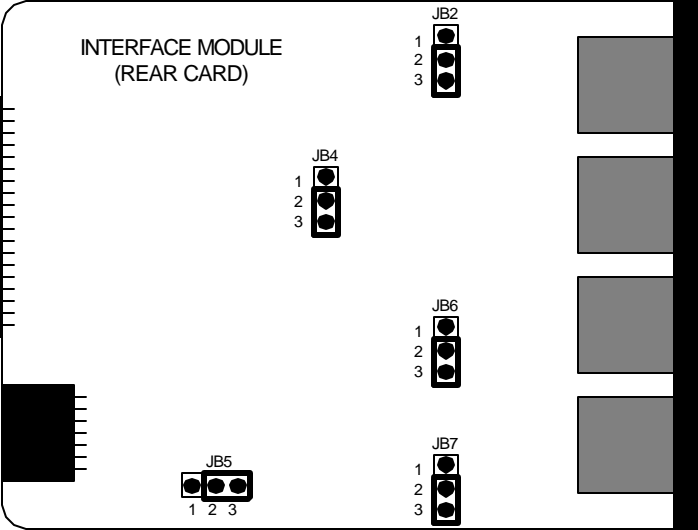 JB2
INTERFACE MODULE
(REAR CARD)
1
2
3
JB4
1
2
3
JB6
1
2
3
JB7
1
2
3
JB5
1 2 3